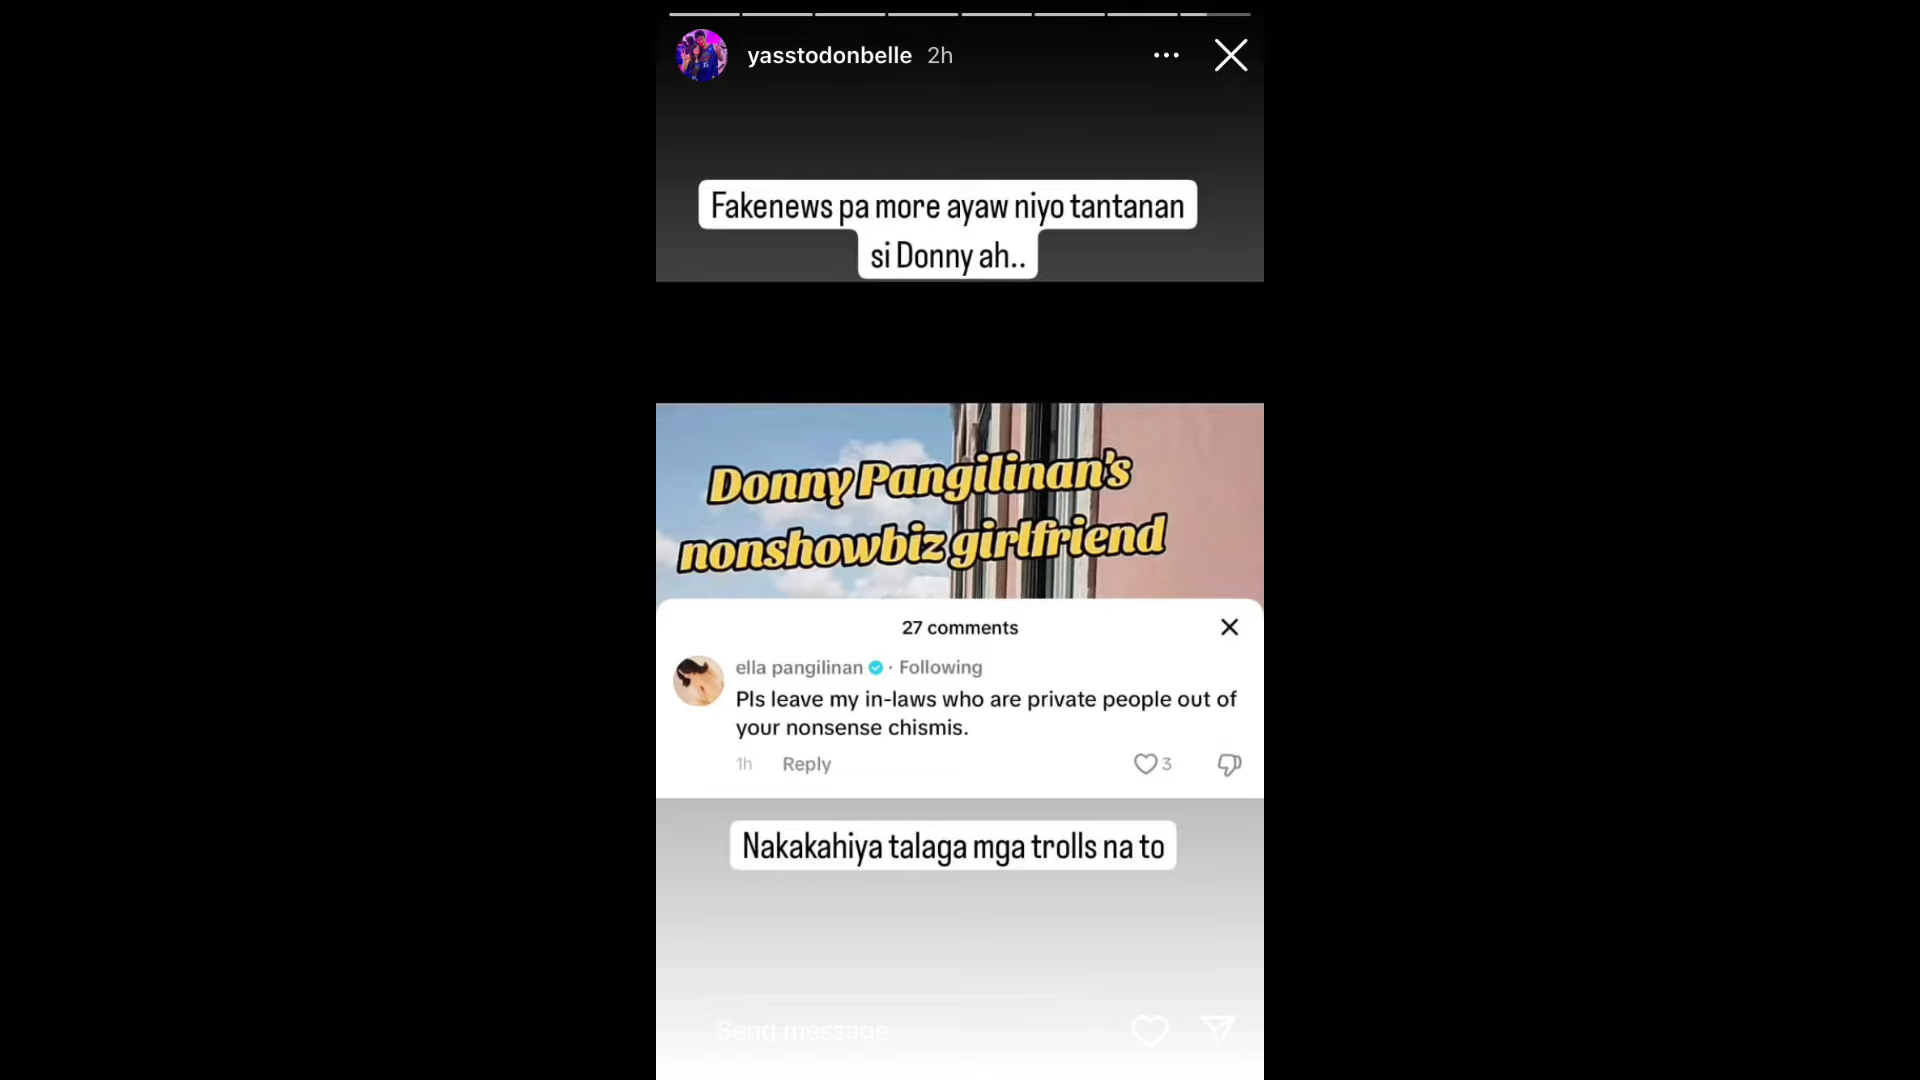 yasstodonbelle 2h
Fakenews pa more ayaw niyo tantanan
si Donny ah..
Donny Pangilinan's
nonshowbiz girlfriend
27 comments
ella pangilinan · Following
Pls leave my in-laws who are private people out of
your nonsense chismis.
1h Reply 3
Nakakahiya talaga mga trolls na to
Send message